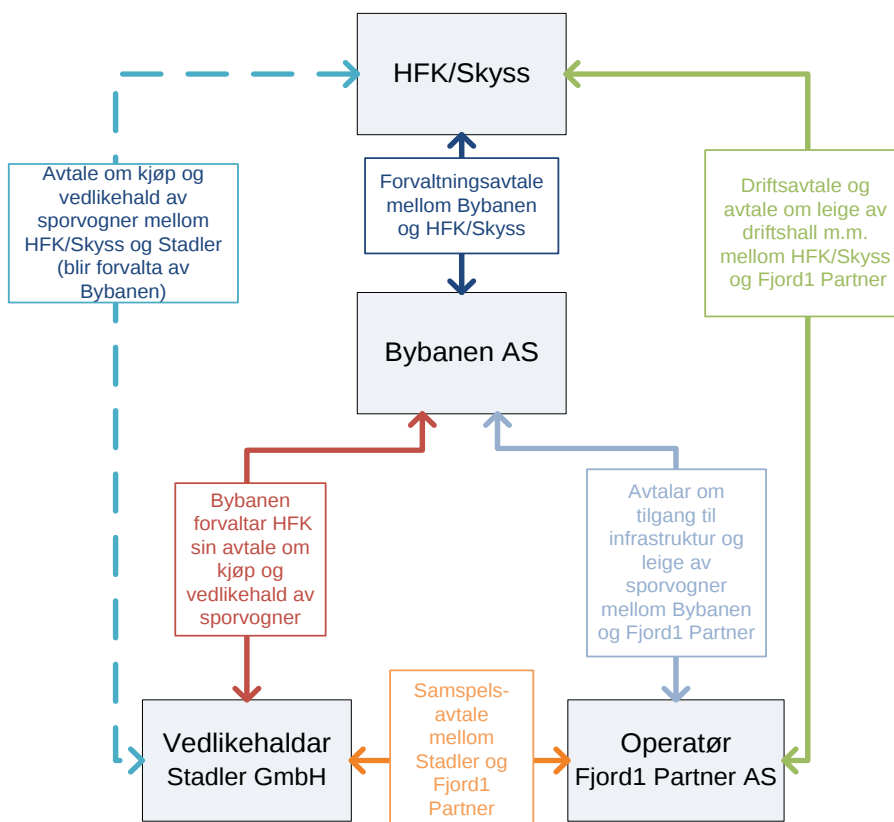 HFK/Skyss
Avtale om kjøp og
vedlikehald av
sporvogner mellom
HFK/Skyss og Stadler
(blir forvalta av
Bybanen)
Forvaltningsavtale
mellom Bybanen
og HFK/Skyss
Driftsavtale og
avtale om leige av
driftshall m.m.
mellom HFK/Skyss
og Fjord1 Partner
Bybanen AS
Bybanen
forvaltar HFK
sin avtale om
kjøp og
vedlikehald av
sporvogner
Avtalar om
tilgang til
infrastruktur og
leige av
sporvogner
mellom Bybanen
og Fjord1 Partner
Vedlikehaldar
Stadler GmbH
Samspels-
avtale
mellom
Stadler og
Fjord1
Partner
Operatør
Fjord1 Partner AS